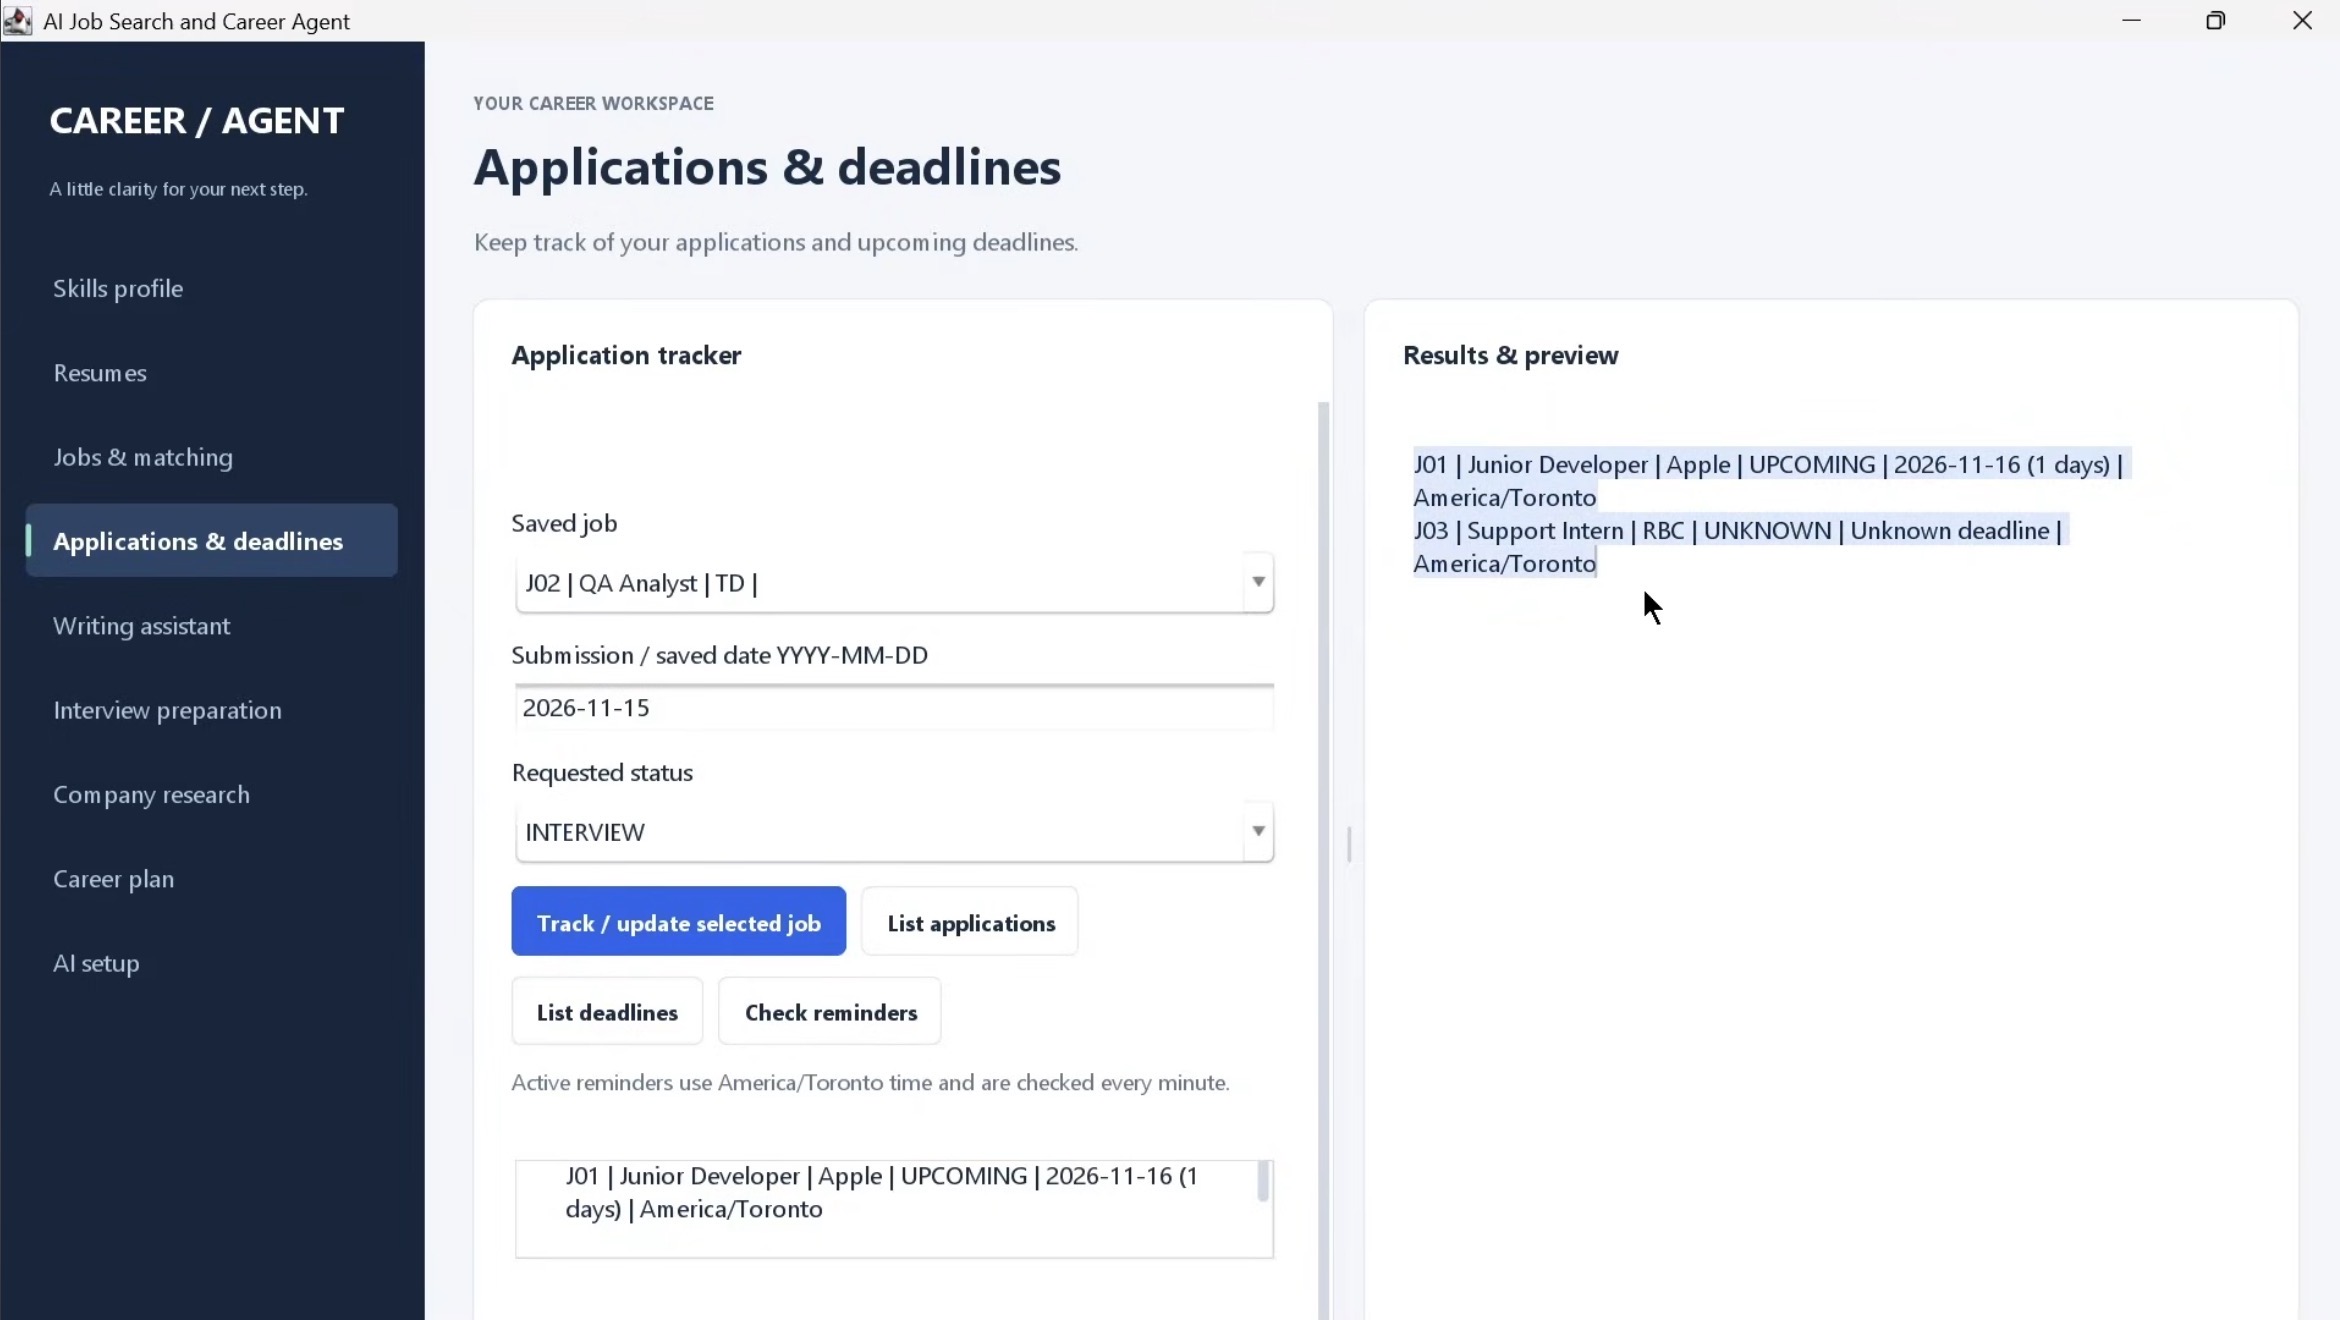 AI Job Search and Career Agent
CAREER / AGENT
A little clarity for your next step.
Skills profile
Resumes
Jobs & matching
Applications & deadlines
Writing assistant
Interview preparation
Company research
Career plan
AI setup
YOUR CAREER WORKSPACE
Applications & deadlines
Keep track of your applications and upcoming deadlines.
Application tracker
Saved job
J02 | QA Analyst | TD |
Submission / saved date YYYY-MM-DD
2026-11-15
Requested status
INTERVIEW
Track / update selected job
List applications
List deadlines
Check reminders
Active reminders use America/Toronto time and are checked every minute.
J01 | Junior Developer | Apple | UPCOMING | 2026-11-16 (1
days) | America/Toronto
Results & preview
J01 | Junior Developer | Apple | UPCOMING | 2026-11-16 (1 days) |
America/Toronto
J03 | Support Intern | RBC | UNKNOWN | Unknown deadline |
America/Toronto